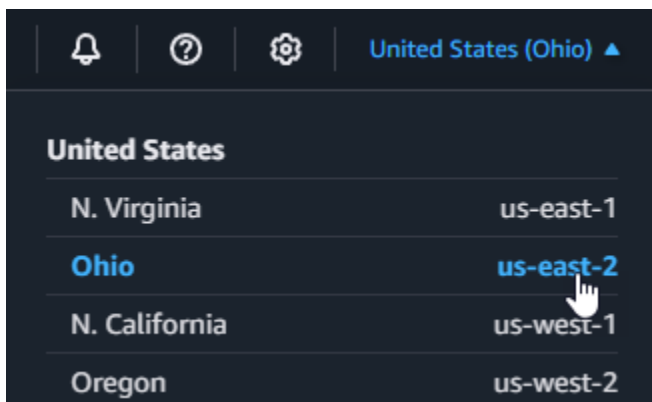 United States (Ohio)
United States
N. Virginia us-east-1
Ohio us-east-2
N. California us-west-1
Oregon us-west-2